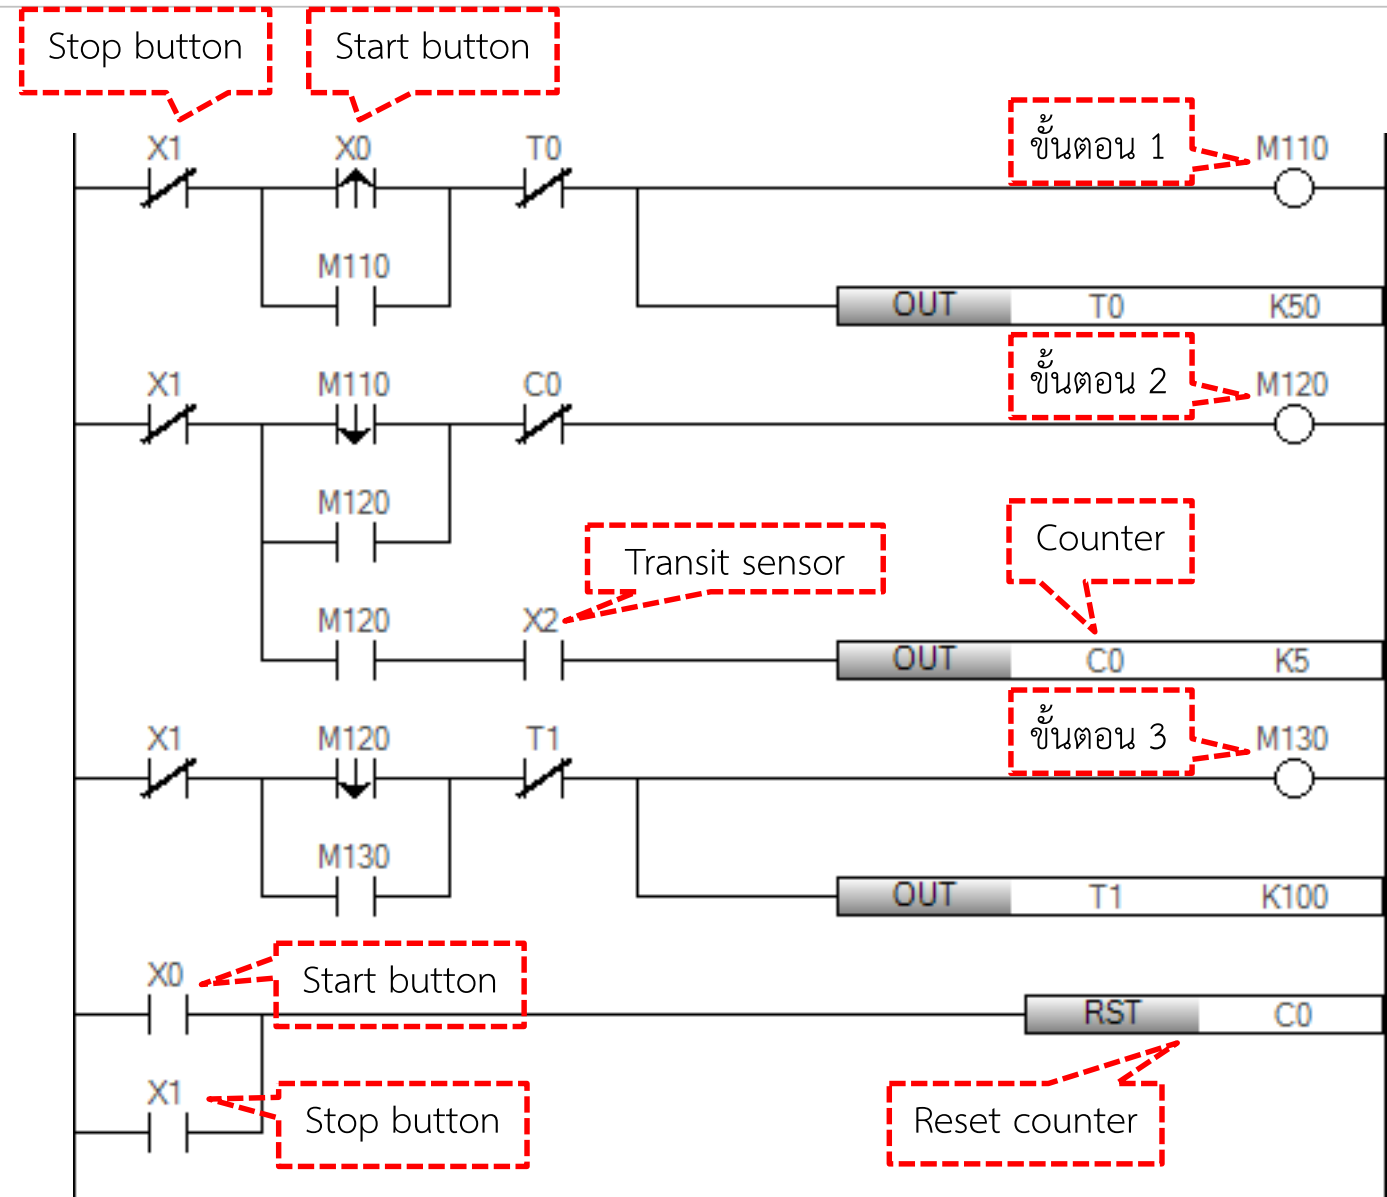 Stop button
Start button
X1
X0
T0
ขั้นตอน 1
M110
M110
OUT T0 K50
X1
M110
C0
ขั้นตอน 2
M120
M120
Transit sensor
Counter
M120
X2
OUT C0 K5
X1
M120
T1
ขั้นตอน 3
M130
M130
OUT T1 K100
X0
Start button
RST C0
X1
Stop button
Reset counter